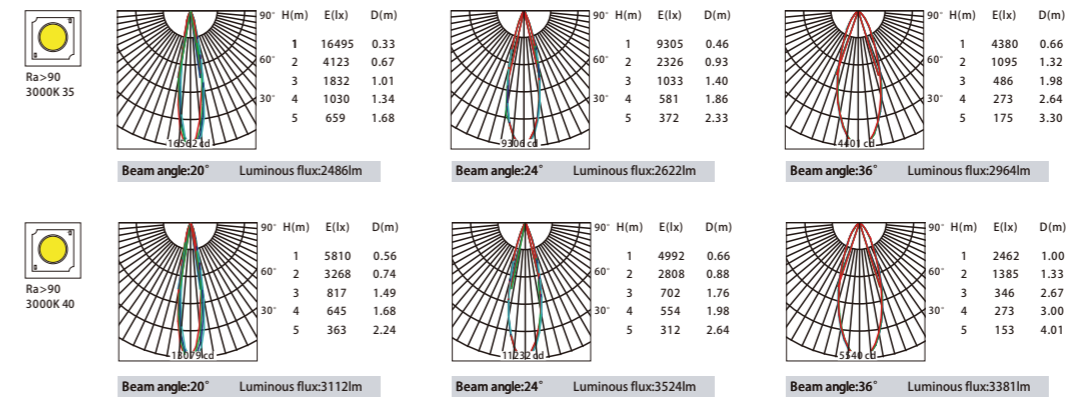 90° H(m) E(lx) D(m)
1 16495 0.33
60° 2 4123 0.67
3 1832 1.01
30° 4 1030 1.34
5 659 1.68
16562cd
Beam angle:20° Luminous flux:2486lm
90° H(m) E(lx) D(m)
1 9305 0.46
60° 2 2326 0.93
3 1033 1.40
30° 4 581 1.86
5 372 2.33
9306 cd
Beam angle:24° Luminous flux:2622lm
90° H(m) E(lx) D(m)
1 4380 0.66
60° 2 1095 1.32
3 486 1.98
30° 4 273 2.64
5 175 3.30
4401 cd
Beam angle:36° Luminous flux:2964lm
Ra>90
3000K 35
90° H(m) E(lx) D(m)
1 5810 0.56
60° 2 3268 0.74
3 817 1.49
30° 4 645 1.68
5 363 2.24
13079cd
Beam angle:20° Luminous flux:3112lm
90° H(m) E(lx) D(m)
1 4992 0.66
60° 2 2808 0.88
3 702 1.76
30° 4 554 1.98
5 312 2.64
11232cd
Beam angle:24° Luminous flux:3524lm
90° H(m) E(lx) D(m)
1 2462 1.00
60° 2 1385 1.33
3 346 2.67
30° 4 273 3.00
5 153 4.01
5540 cd
Beam angle:36° Luminous flux:3381lm
Ra>90
3000K 40